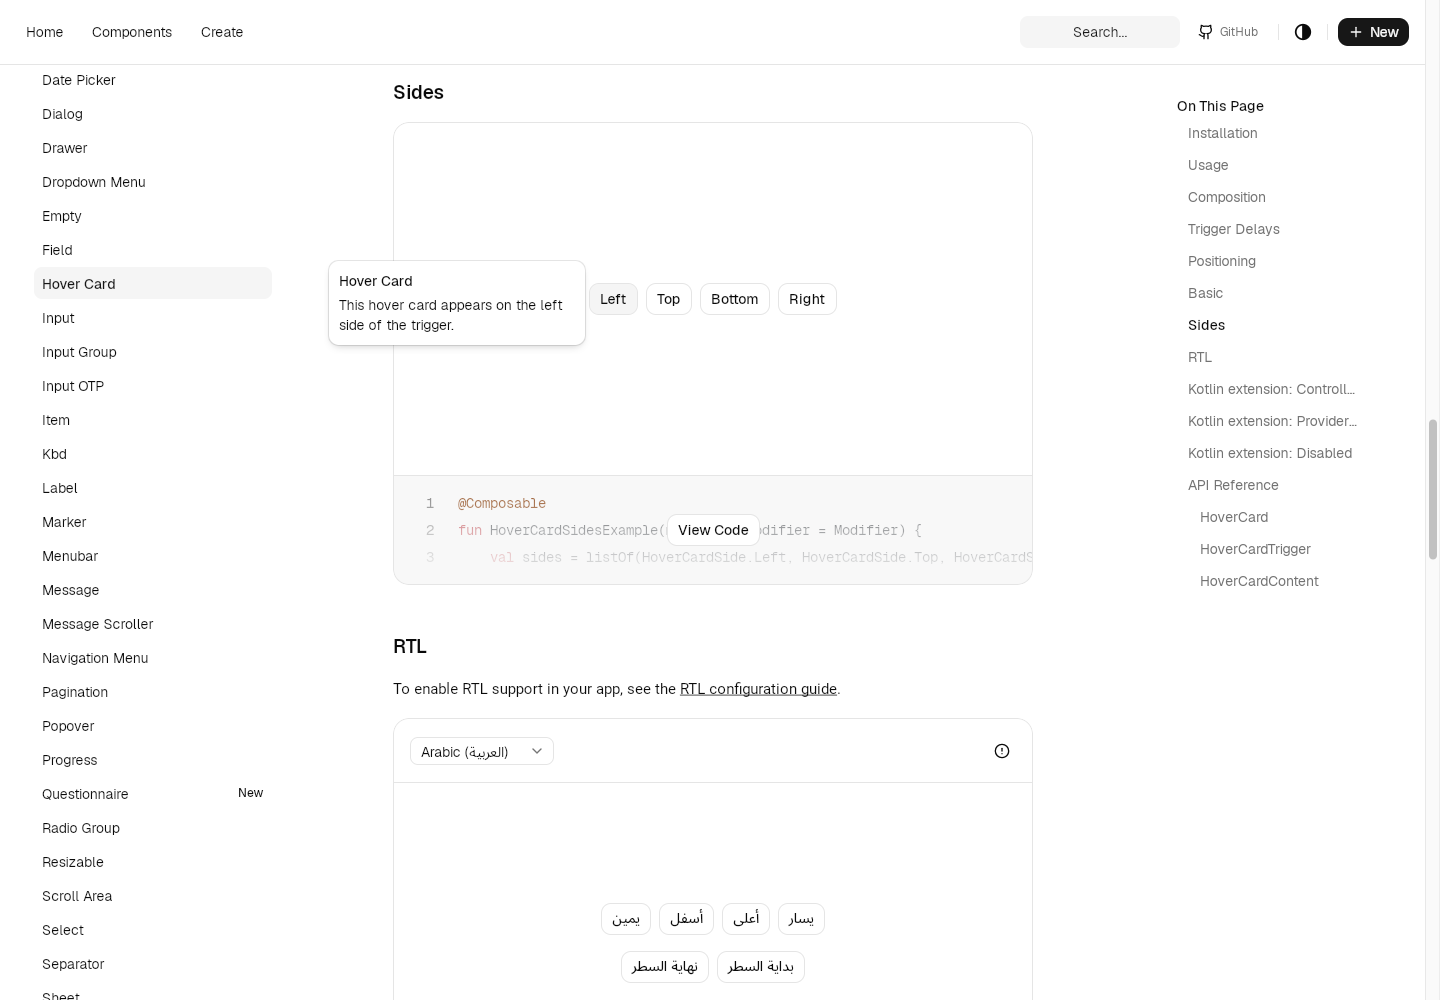 Home
Components
Create
Search...
GitHub
New
Date Picker
Dialog
Drawer
Dropdown Menu
Empty
Field
Hover Card
Input
Input Group
Input OTP
Item
Kbd
Label
Marker
Menubar
Message
Message Scroller
Navigation Menu
Pagination
Popover
Progress
Questionnaire New
Radio Group
Resizable
Scroll Area
Select
Separator
Sheet
Sides
Hover Card
This hover card appears on the left
side of the trigger.
Left
Top
Bottom
Right
1 @Composable
2 fun HoverCardSidesExample( odifier = Modifier) {
3 val sides = listOf(HoverCardSide.Left, HoverCardSide.Top, HoverCardS
View Code
RTL
To enable RTL support in your app, see the RTL configuration guide.
Arabic (العربية)
يسار
أعلى
أسفل
يمين
بداية السطر
نهاية السطر
On This Page
Installation
Usage
Composition
Trigger Delays
Positioning
Basic
Sides
RTL
Kotlin extension: Controll...
Kotlin extension: Provider...
Kotlin extension: Disabled
API Reference
HoverCard
HoverCardTrigger
HoverCardContent